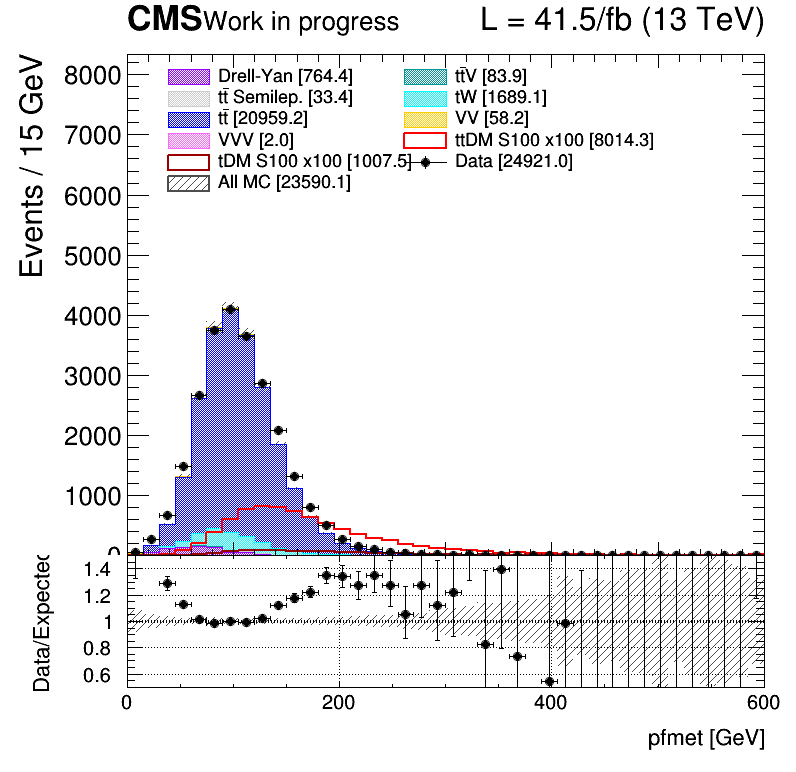 CMS Work in progress L = 41.5/fb (13 TeV)
Events / 15 GeV
8000
7000
6000
5000
4000
3000
2000
1000
0
Drell-Yan [764.4] tt̄V [83.9]
tt̄ Semilep. [33.4] tW [1689.1]
tt̄ [20959.2] VV [58.2]
VVV [2.0] ttDM S100 x100 [8014.3]
tDM S100 x100 [1007.5] Data [24921.0]
All MC [23590.1]
Data/Expected
1.4
1.2
1
0.8
0.6
0 200 400 600
pfmet [GeV]